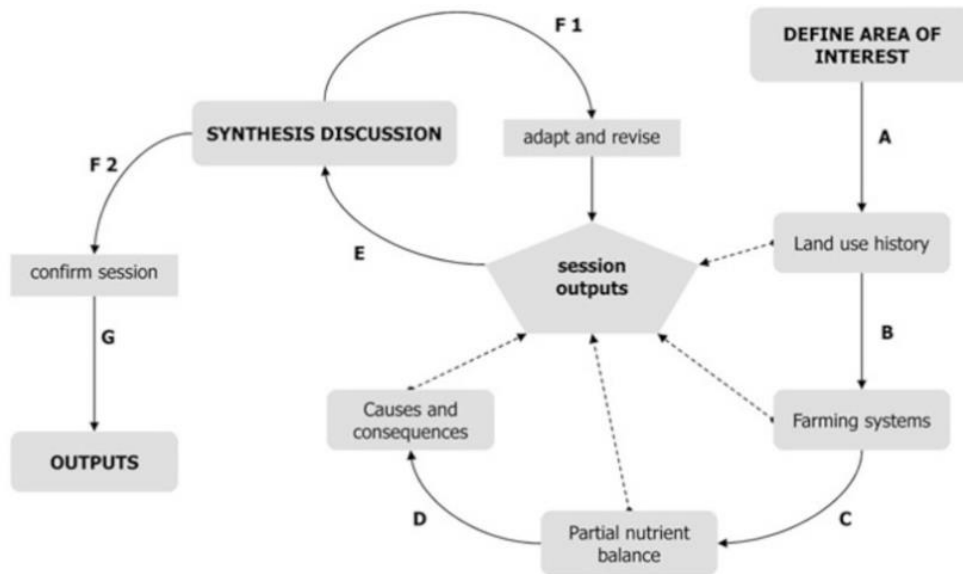 F 1
DEFINE AREA OF
INTEREST
SYNTHESIS DISCUSSION
adapt and revise
A
F 2
Land use history
E
session
outputs
confirm session
B
G
Causes and
consequences
Farming systems
OUTPUTS
D
Partial nutrient
balance
C